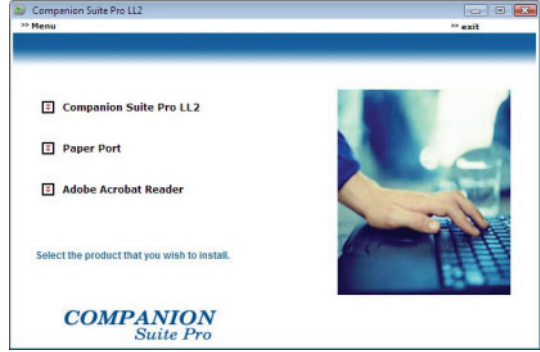 Companion Suite Pro LL2
>> Menu
>> exit
Companion Suite Pro LL2
Paper Port
Adobe Acrobat Reader
Select the product that you wish to install.
COMPANION
Suite Pro